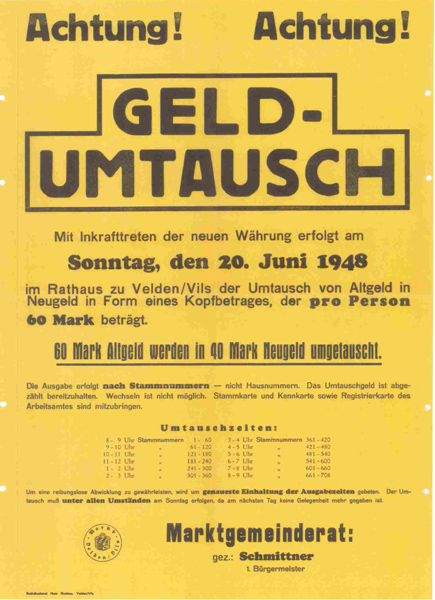 Achtung! Achtung!
GELD-
UMTAUSCH
Mit Inkrafttreten der neuen Währung erfolgt am
Sonntag, den 20. Juni 1948
im Rathaus zu Velden/Vils der Umtausch von Altgeld in
Neugeld in Form eines Kopfbetrages, der pro Person
60 Mark beträgt.
60 Mark Altgeld werden in 40 Mark Neugeld umgetauscht.
Die Ausgabe erfolgt nach Stammnummern — nicht Hausnummern. Das Umtauschgeld ist abge-
zählt bereitzuhalten. Wechseln ist nicht möglich. Stammkarte und Kennkarte sowie Registrierkarte des
Arbeitsamtes sind mitzubringen.
Umtauschzeiten:
8 - 9 Uhr Stammnummern 1 - 60 3 - 4 Uhr Stammnummern 361 - 420
9 - 10 Uhr " 61 - 120 4 - 5 Uhr " 421 - 480
10 - 11 Uhr " 121 - 180 5 - 6 Uhr " 481 - 540
11 - 12 Uhr " 181 - 240 6 - 7 Uhr " 541 - 600
1 - 2 Uhr " 241 - 300 7 - 8 Uhr " 601 - 660
2 - 3 Uhr " 301 - 360 8 - 9 Uhr " 661 - 708
Um eine reibungslose Abwicklung zu gewährleisten, wird um genaueste Einhaltung der Ausgabezeiten gebeten. Der Um-
tausch muß unter allen Umständen am Sonntag erfolgen, da am nächsten Tag keine Gelegenheit mehr gegeben ist.
Marktgemeinderat:
gez.: Schmittner
1. Bürgermeister
Velden/Vils